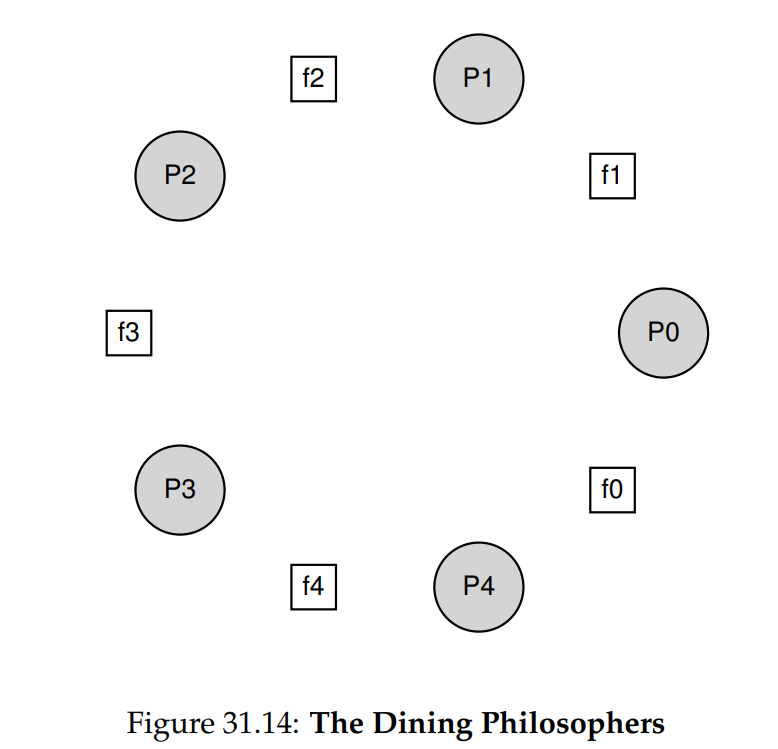 f2 P1
P2 f1
f3 P0
P3 f0
f4 P4
Figure 31.14: The Dining Philosophers